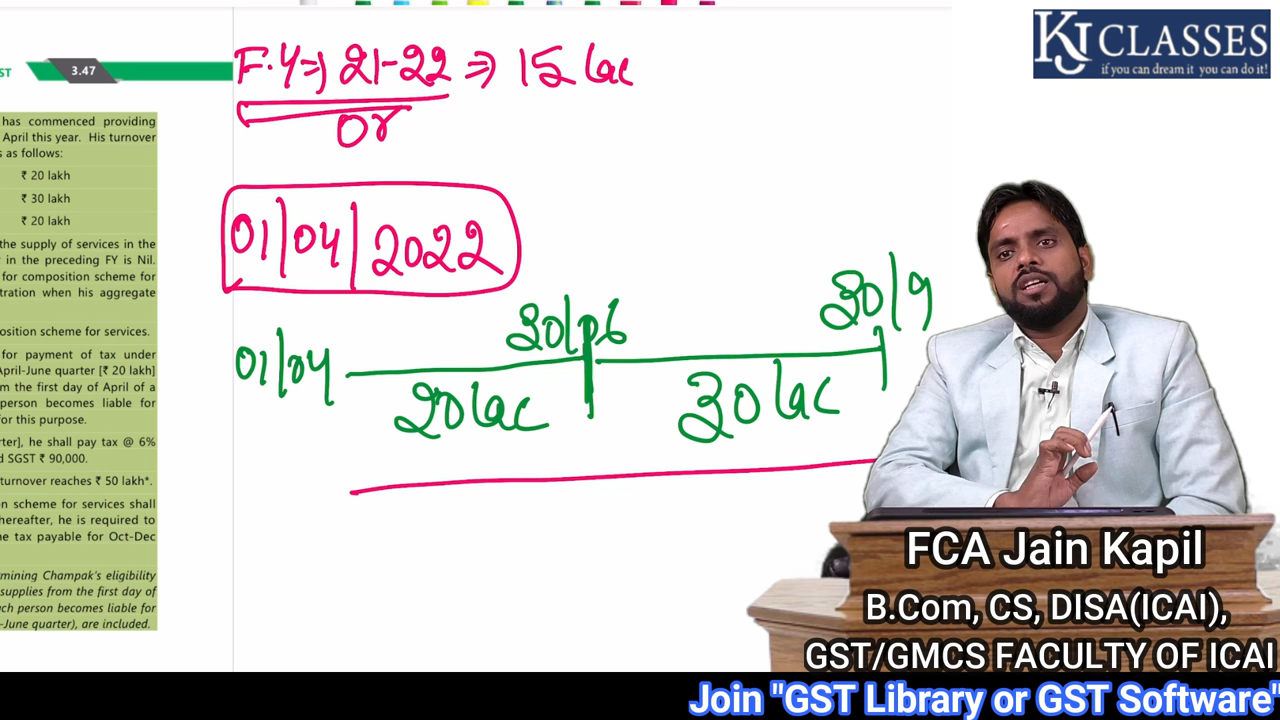 ST 3.47
has commenced providing
April this year. His turnover
s as follows:
₹ 20 lakh
₹ 30 lakh
₹ 20 lakh
the supply of services in the
in the preceding FY is Nil.
for composition scheme for
tration when his aggregate
osition scheme for services.
for payment of tax under
April-June quarter [₹ 20 lakh]
m the first day of April of a
person becomes liable for
for this purpose.
rter], he shall pay tax @ 6%
d SGST ₹ 90,000.
turnover reaches ₹ 50 lakh*.
n scheme for services shall
hereafter, he is required to
e tax payable for Oct-Dec
mining Champak's eligibility
supplies from the first day of
ch person becomes liable for
-June quarter), are included.
F.Y ⇒ 21-22 ⇒ 15 lac
Or
01/04/2022
01/04 30/06 30/9
20 lac 30 lac
KJ CLASSES
if you can dream it you can do it!
FCA Jain Kapil
B.Com, CS, DISA(ICAI),
GST/GMCS FACULTY OF ICAI
Join "GST Library or GST Software"